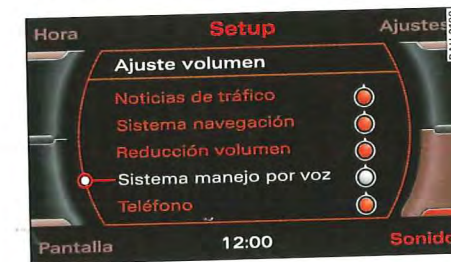 Hora Setup Ajustes
Ajuste volumen
Noticias de tráfico
Sistema navegación
Reducción volumen
Sistema manejo por voz
Teléfono
Pantalla 12:00 Sonido